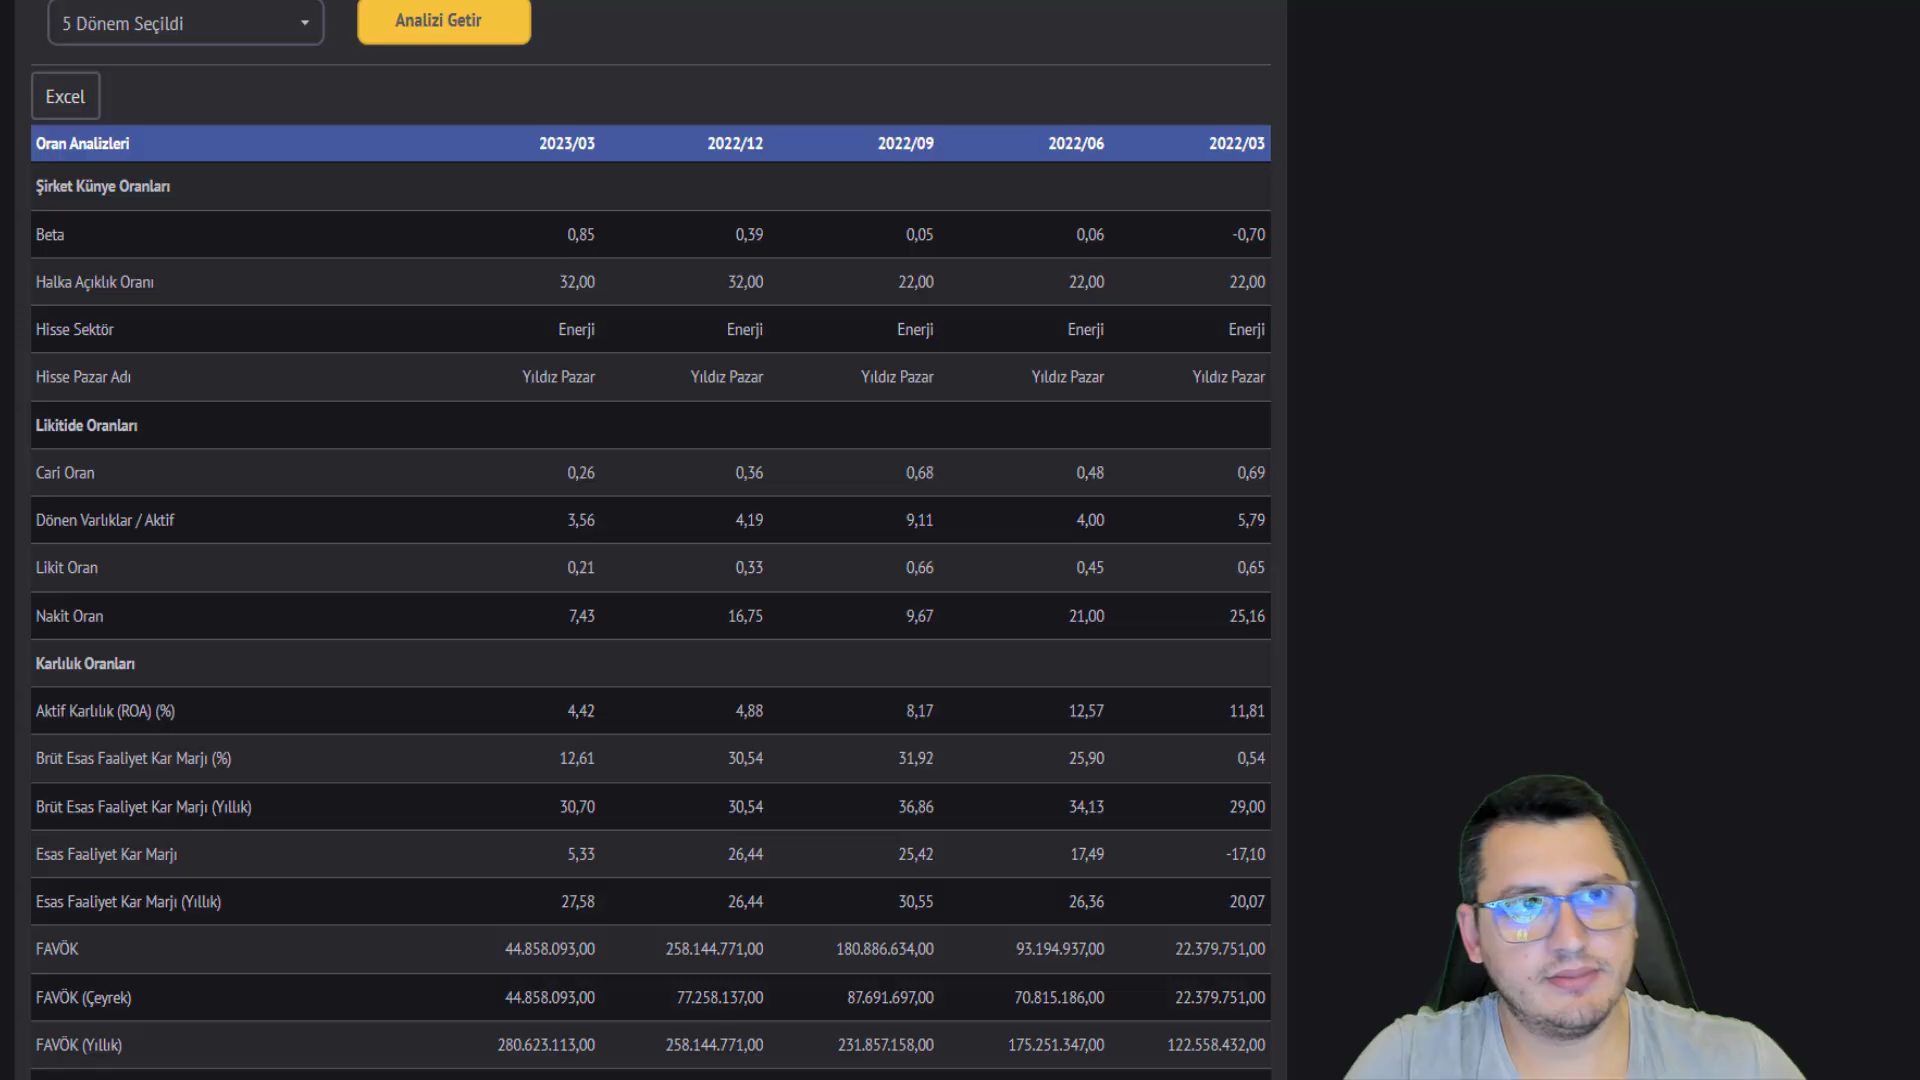 5 Dönem Seçildi
Analizi Getir
Excel
Oran Analizleri 2023/03 2022/12 2022/09 2022/06 2022/03
Şirket Künye Oranları
Beta 0,85 0,39 0,05 0,06 -0,70
Halka Açıklık Oranı 32,00 32,00 22,00 22,00 22,00
Hisse Sektör Enerji Enerji Enerji Enerji Enerji
Hisse Pazar Adı Yıldız Pazar Yıldız Pazar Yıldız Pazar Yıldız Pazar Yıldız Pazar
Likitide Oranları
Cari Oran 0,26 0,36 0,68 0,48 0,69
Dönen Varlıklar / Aktif 3,56 4,19 9,11 4,00 5,79
Likit Oran 0,21 0,33 0,66 0,45 0,65
Nakit Oran 7,43 16,75 9,67 21,00 25,16
Karlılık Oranları
Aktif Karlılık (ROA) (%) 4,42 4,88 8,17 12,57 11,81
Brüt Esas Faaliyet Kar Marjı (%) 12,61 30,54 31,92 25,90 0,54
Brüt Esas Faaliyet Kar Marjı (Yıllık) 30,70 30,54 36,86 34,13 29,00
Esas Faaliyet Kar Marjı 5,33 26,44 25,42 17,49 -17,10
Esas Faaliyet Kar Marjı (Yıllık) 27,58 26,44 30,55 26,36 20,07
FAVÖK 44.858.093,00 258.144.771,00 180.886.634,00 93.194.937,00 22.379.751,00
FAVÖK (Çeyrek) 44.858.093,00 77.258.137,00 87.691.697,00 70.815.186,00 22.379.751,00
FAVÖK (Yıllık) 280.623.113,00 258.144.771,00 231.857.158,00 175.251.347,00 122.558.432,00